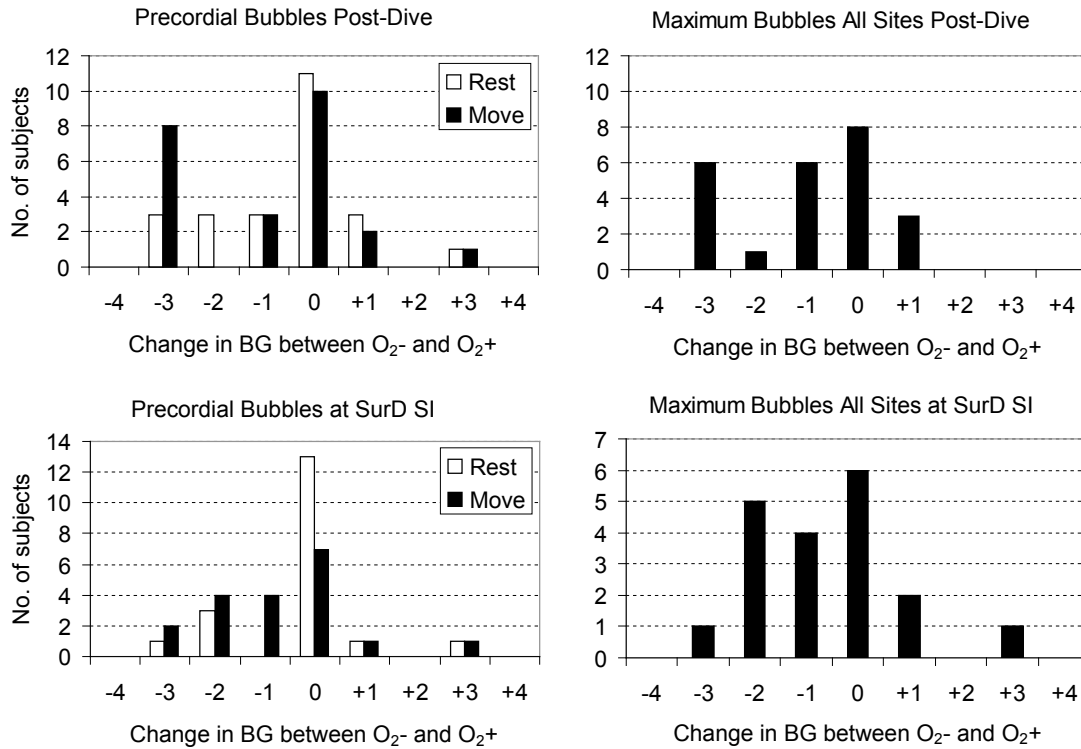 Precordial Bubbles Post-Dive
No. of subjects
12
10
8
6
4
2
0
Rest
Move
-4 -3 -2 -1 0 +1 +2 +3 +4
Change in BG between O₂- and O₂+
Maximum Bubbles All Sites Post-Dive
12
10
8
6
4
2
0
-4 -3 -2 -1 0 +1 +2 +3 +4
Change in BG between O₂- and O₂+
Precordial Bubbles at SurD SI
No. of subjects
14
12
10
8
6
4
2
0
Rest
Move
-4 -3 -2 -1 0 +1 +2 +3 +4
Change in BG between O₂- and O₂+
Maximum Bubbles All Sites at SurD SI
7
6
5
4
3
2
1
0
-4 -3 -2 -1 0 +1 +2 +3 +4
Change in BG between O₂- and O₂+